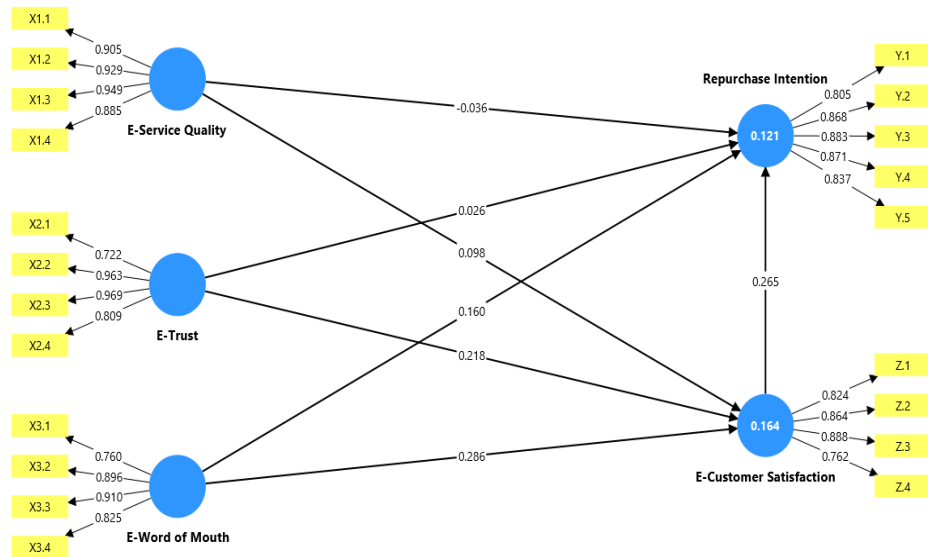 X1.1
0.905
X1.2
0.929
X1.3
0.949
0.885
X1.4
E-Service Quality
X2.1
0.722
X2.2
0.963
X2.3
0.969
0.809
X2.4
E-Trust
X3.1
0.760
X3.2
0.896
X3.3
0.910
0.825
X3.4
E-Word of Mouth
-0.036
0.026
0.098
0.160
0.218
0.286
0.265
Repurchase Intention
0.121
Y.1
0.805
Y.2
0.868
Y.3
0.883
0.871
Y.4
0.837
Y.5
0.164
E-Customer Satisfaction
Z.1
0.824
Z.2
0.864
0.888
Z.3
0.762
Z.4